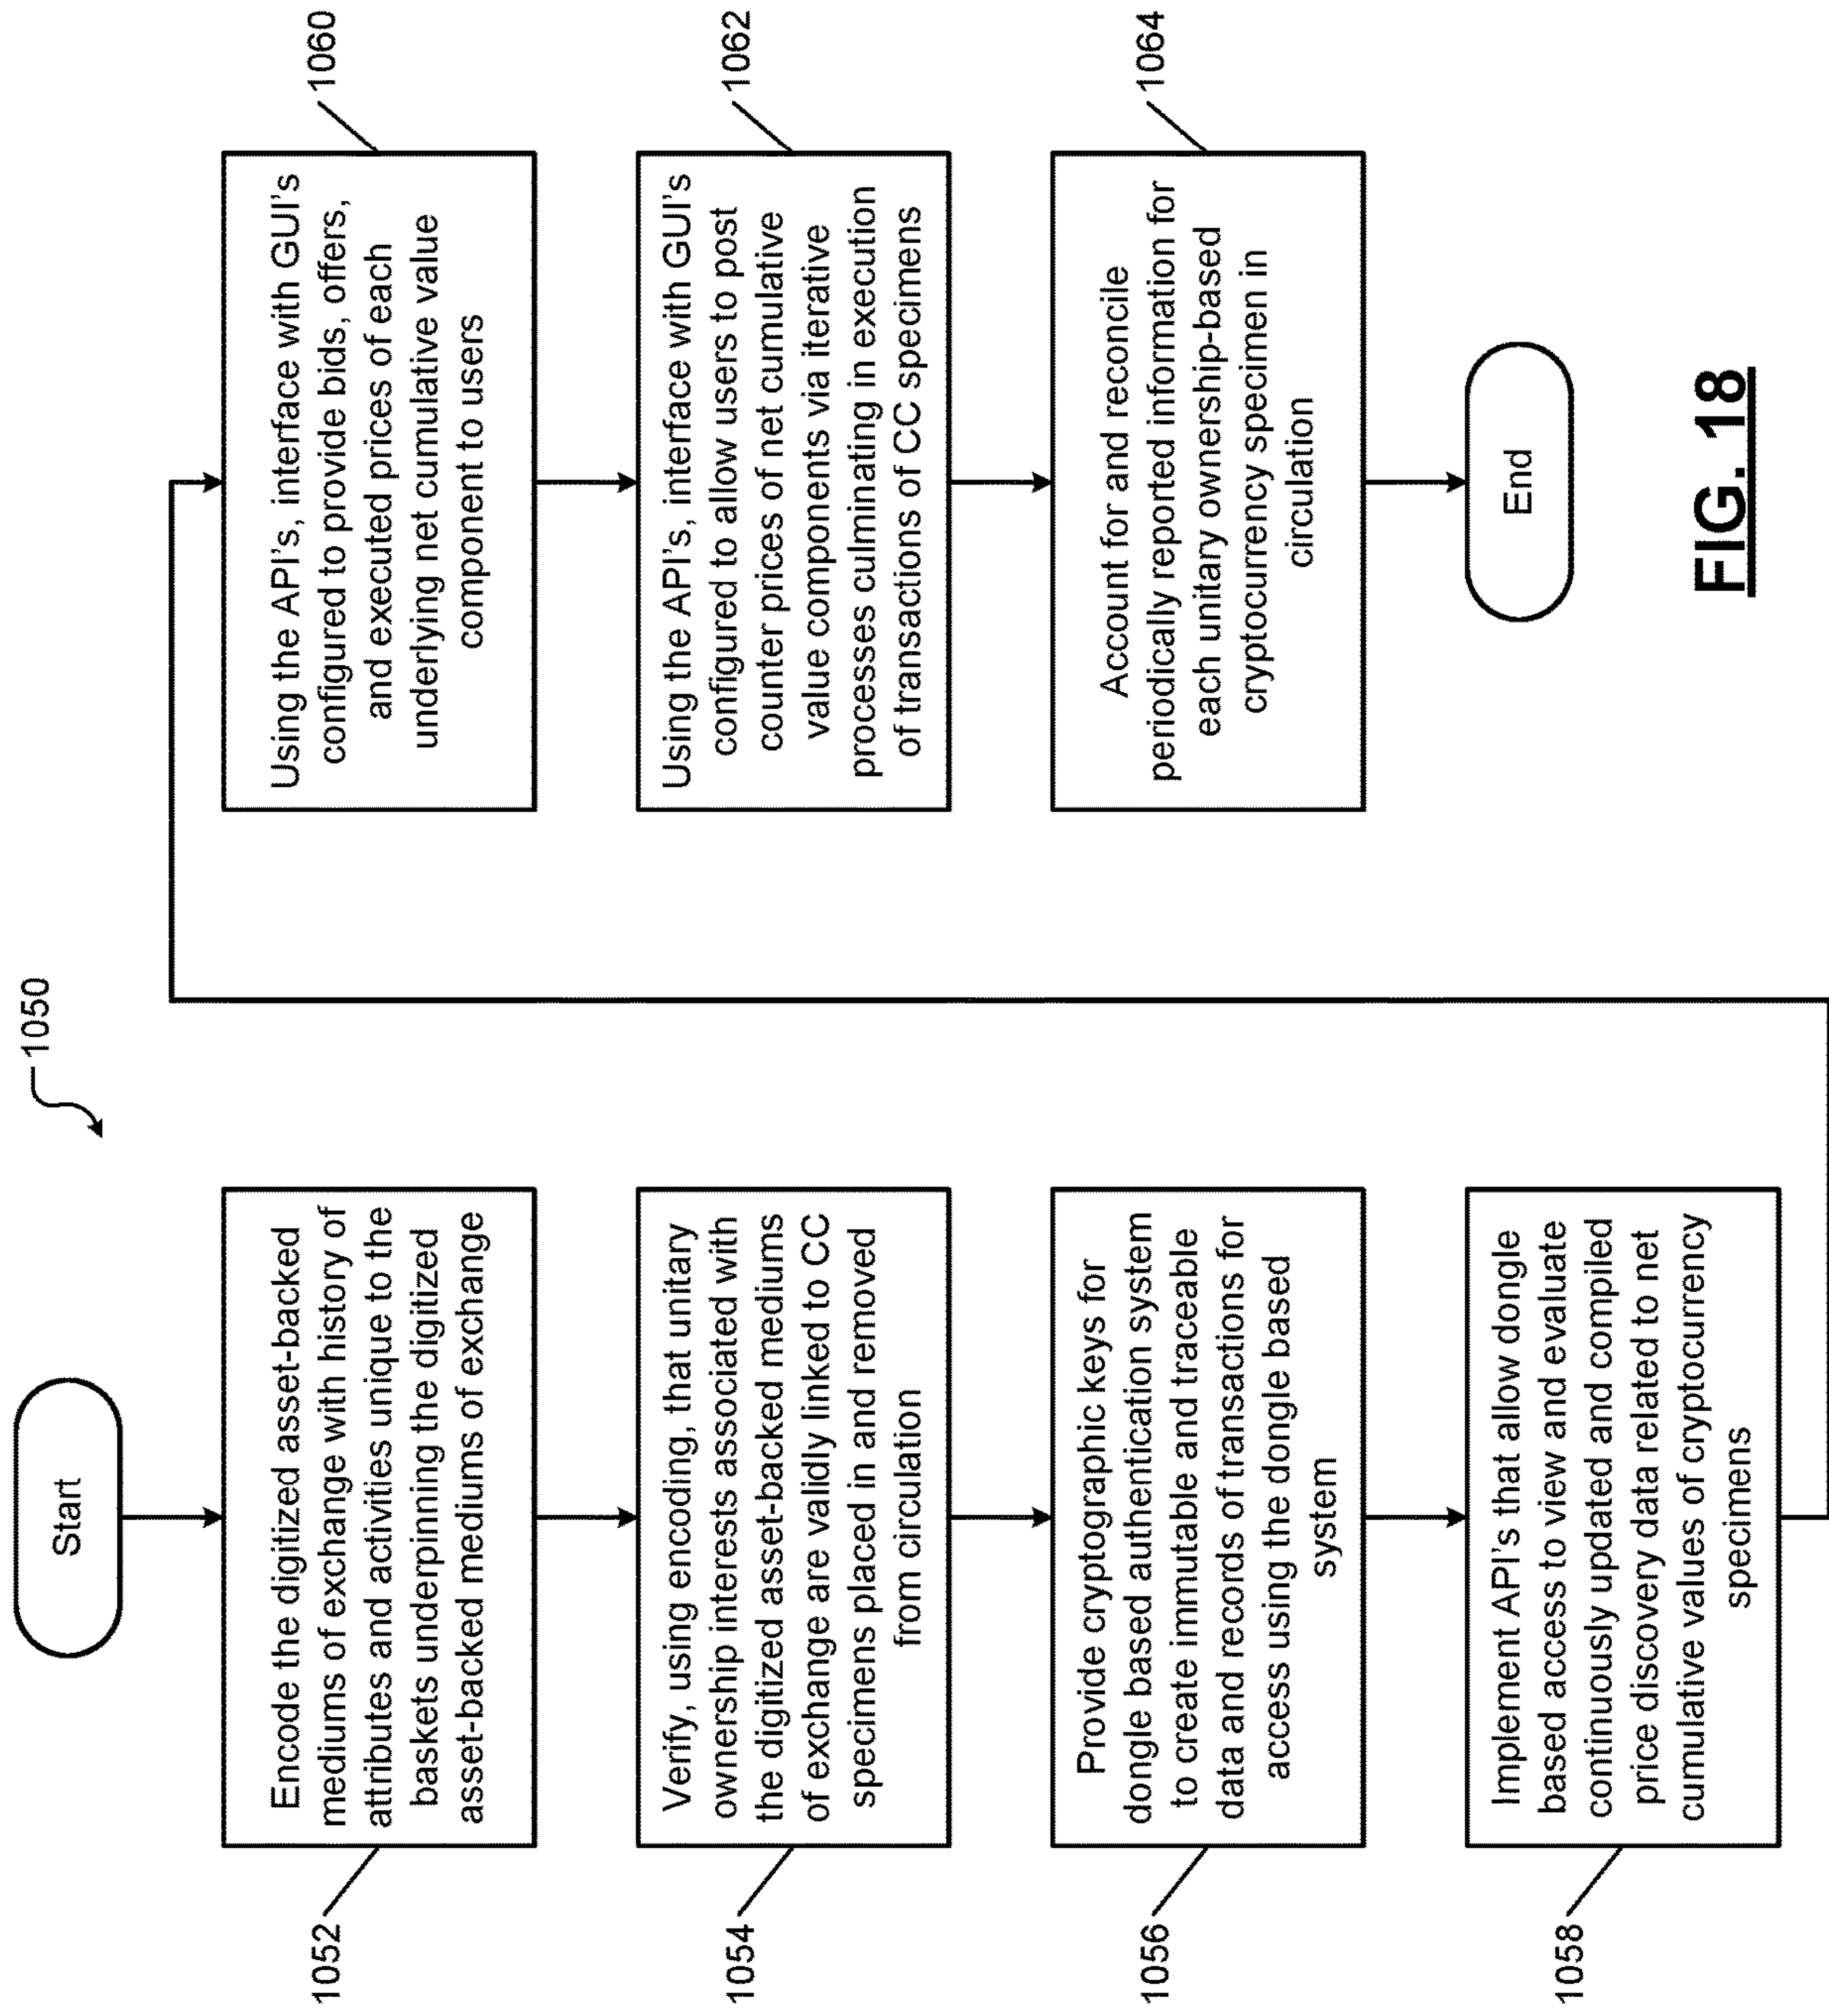 1050
Start
1052
Encode the digitized asset-backed
mediums of exchange with history of
attributes and activities unique to the
baskets underpinning the digitized
asset-backed mediums of exchange
1054
Verify, using encoding, that unitary
ownership interests associated with
the digitized asset-backed mediums
of exchange are validly linked to CC
specimens placed in and removed
from circulation
1056
Provide cryptographic keys for
dongle based authentication system
to create immutable and traceable
data and records of transactions for
access using the dongle based
system
1058
Implement API's that allow dongle
based access to view and evaluate
continuously updated and compiled
price discovery data related to net
cumulative values of cryptocurrency
specimens
1060
Using the API's, interface with GUI's
configured to provide bids, offers,
and executed prices of each
underlying net cumulative value
component to users
1062
Using the API's, interface with GUI's
configured to allow users to post
counter prices of net cumulative
value components via iterative
processes culminating in execution
of transactions of CC specimens
1064
Account for and reconcile
periodically reported information for
each unitary ownership-based
cryptocurrency specimen in
circulation
End
FIG. 18